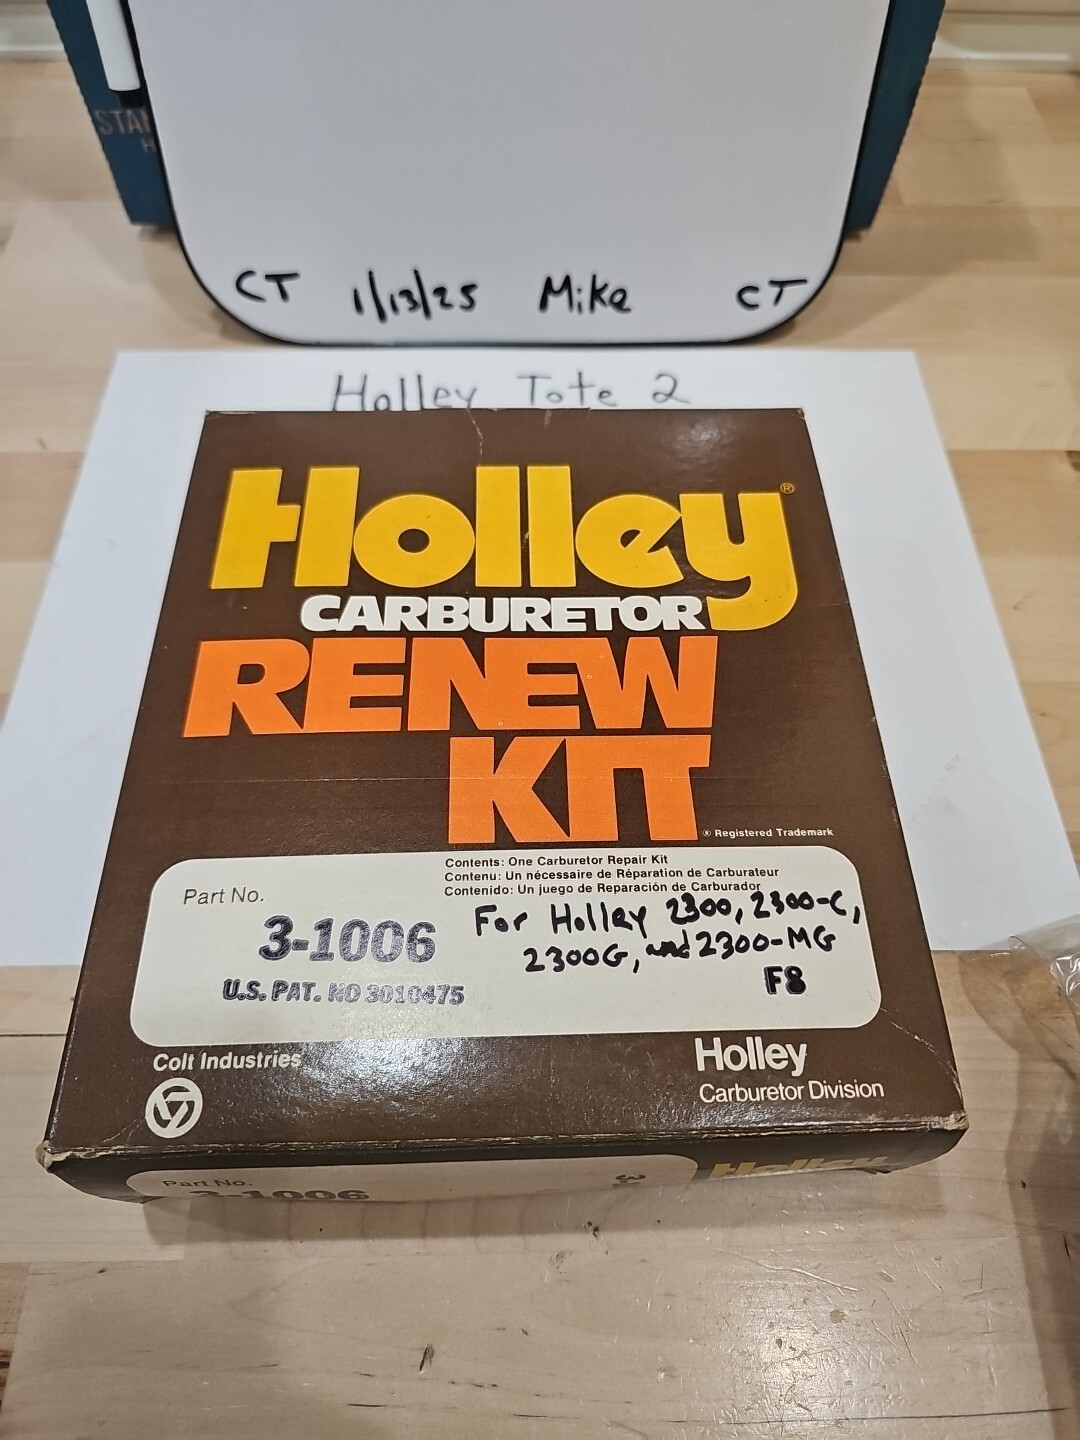 STAN
H
CT 1/13/25 Mike CT
Holley Tote 2
Holley®
CARBURETOR
RENEW
KIT
® Registered Trademark
Contents: One Carburetor Repair Kit
Contenu: Un nécessaire de Réparation de Carburateur
Contenido: Un juego de Reparación de Carburador
Part No.
3-1006
U.S. PAT. NO 3010475
For Holley 2300, 2300-C,
2300G, and 2300-MG
F8
Colt Industries
Holley
Carburetor Division
Part No.
3-1006
Holley